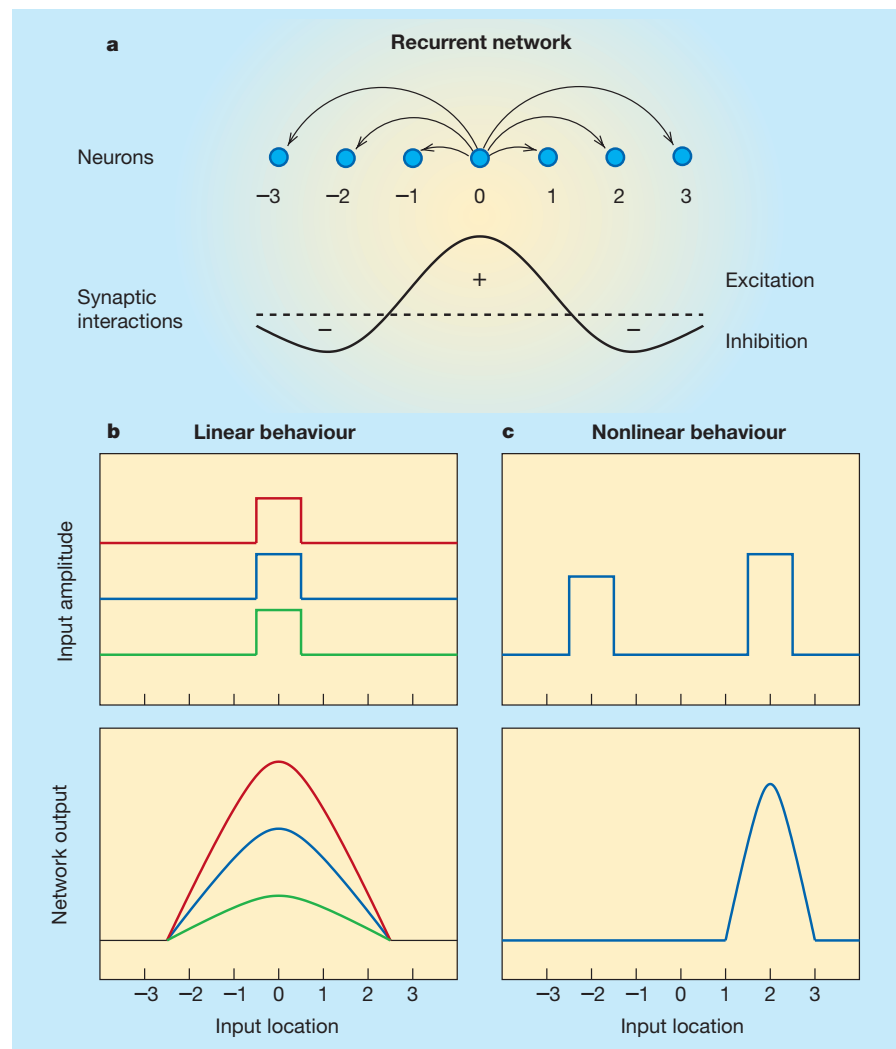 a
Recurrent network
Neurons
–3 –2 –1 0 1 2 3
Synaptic
interactions
+
–
–
Excitation
Inhibition
b Linear behaviour
Input amplitude
Network output
–3 –2 –1 0 1 2 3
Input location
c Nonlinear behaviour
–3 –2 –1 0 1 2 3
Input location